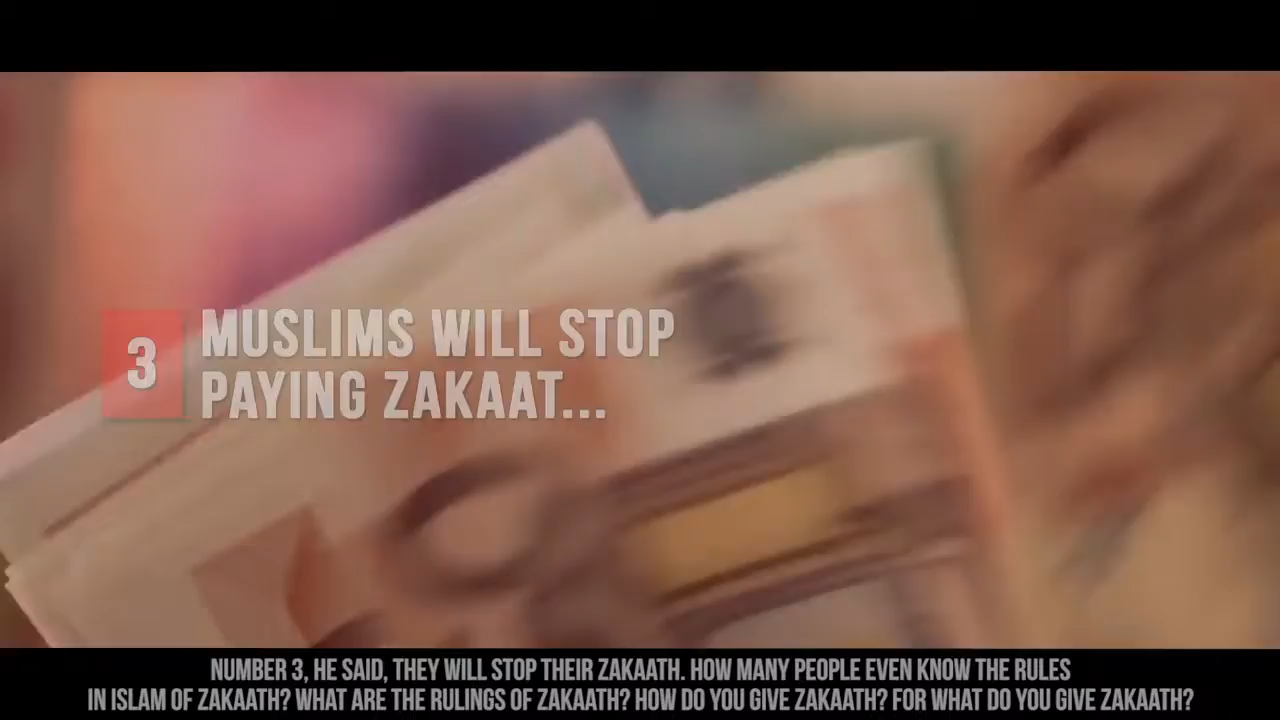 3
MUSLIMS WILL STOP
PAYING ZAKAAT...
NUMBER 3, HE SAID, THEY WILL STOP THEIR ZAKAATH. HOW MANY PEOPLE EVEN KNOW THE RULES
IN ISLAM OF ZAKAATH? WHAT ARE THE RULINGS OF ZAKAATH? HOW DO YOU GIVE ZAKAATH? FOR WHAT DO YOU GIVE ZAKAATH?